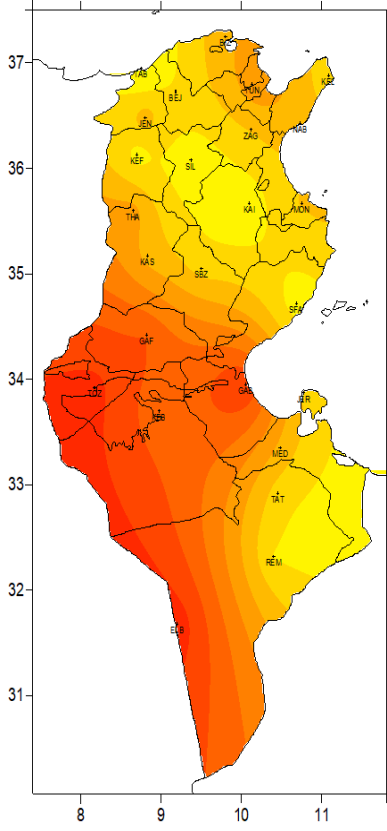 37
TAB
BEJ
TUN
KEL
JEN
ZAG
NAB
36
KEF
SIL
KAI
MON
THA
35
KAS
SBZ
SFA
34
GAF
TOZ
GAB
JER
KEB
33
MED
TAT
32
REM
ELB
31
8
9
10
11